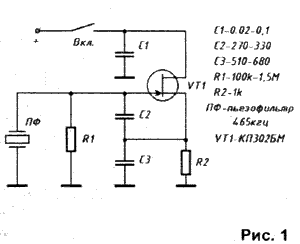 +
Вкл.
C1
VT1
ПФ
R1
C2
C3
R2
C1-0.02-0,1
C2-270-330
C3-510-680
R1-100k-1,5M
R2-1k
ПФ-пьезофильтр
465кгц
VT1-КП302БМ
Рис. 1